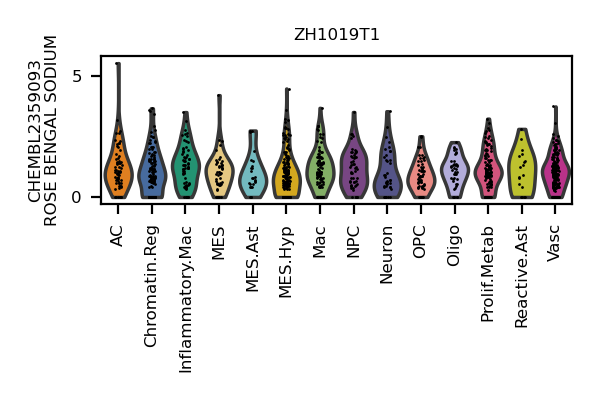 ZH1019T1
CHEMBL2359093
ROSE BENGAL SODIUM
5
0
AC
Chromatin.Reg
Inflammatory.Mac
MES
MES.Ast
MES.Hyp
Mac
NPC
Neuron
OPC
Oligo
Prolif.Metab
Reactive.Ast
Vasc